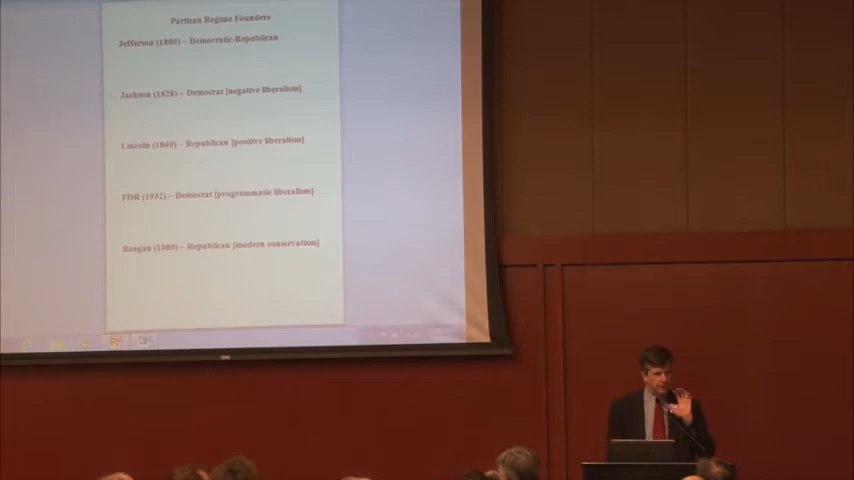 Partisan Regime Founders
Jefferson (1800) – Democratic-Republican
Jackson (1828) – Democrat [negative liberalism]
Lincoln (1860) – Republican [positive liberalism]
FDR (1932) – Democrat [programmatic liberalism]
Reagan (1980) – Republican [modern conservatism]